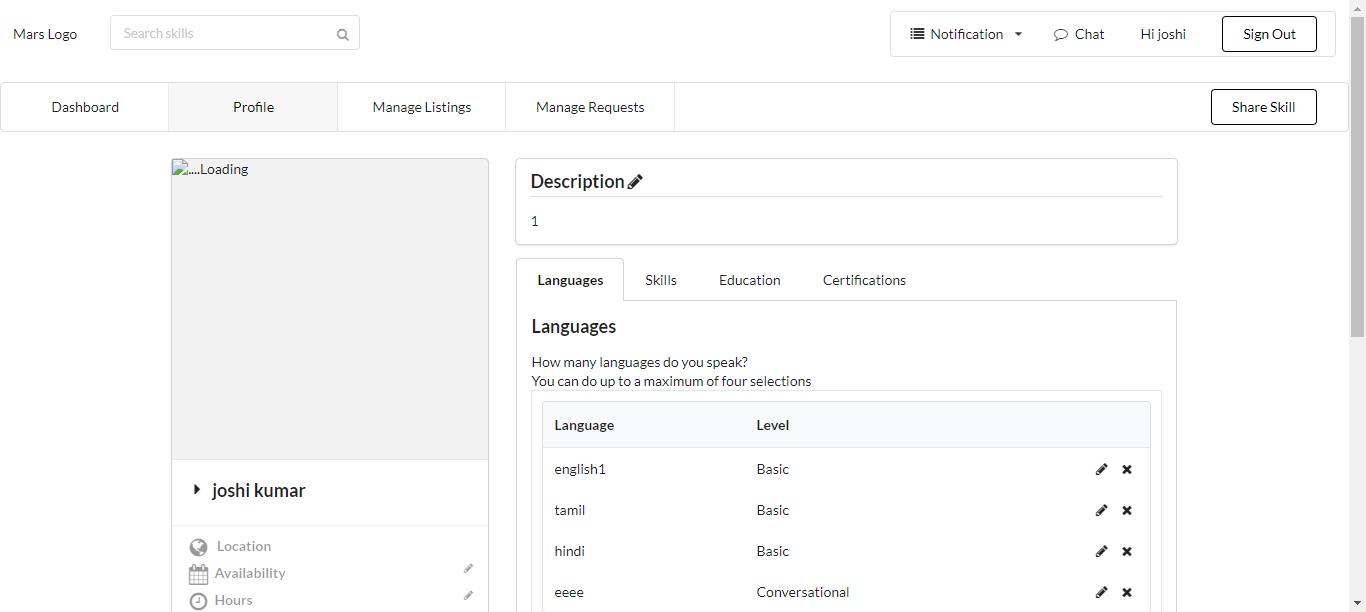 Mars Logo
Search skills
Notification
Chat
Hi joshi
Sign Out
Dashboard
Profile
Manage Listings
Manage Requests
Share Skill
....Loading
joshi kumar
Location
Availability
Hours
Description
1
Languages
Skills
Education
Certifications
Languages
How many languages do you speak?
You can do up to a maximum of four selections
Language Level
english1 Basic
tamil Basic
hindi Basic
eeee Conversational